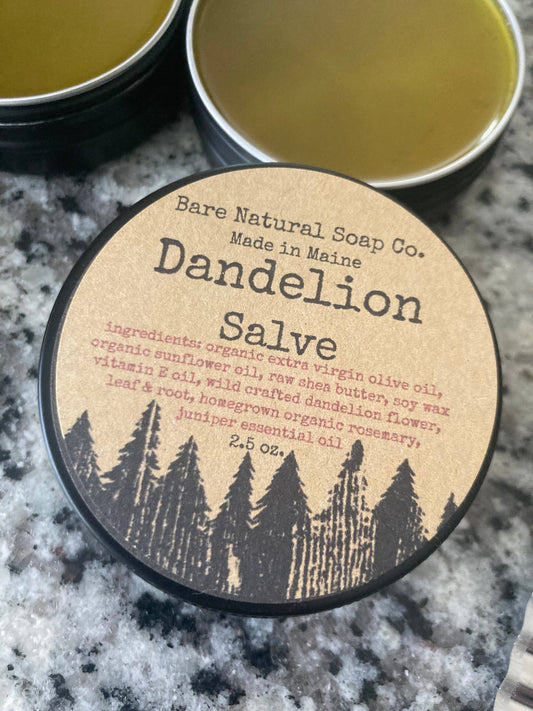 Bare Natural Soap Co.
Made in Maine
Dandelion
Salve
ingredients: organic extra virgin olive oil,
organic sunflower oil, raw shea butter, soy wax
vitamin E oil, wild crafted dandelion flower,
leaf & root, homegrown organic rosemary,
juniper essential oil
2.5 oz.